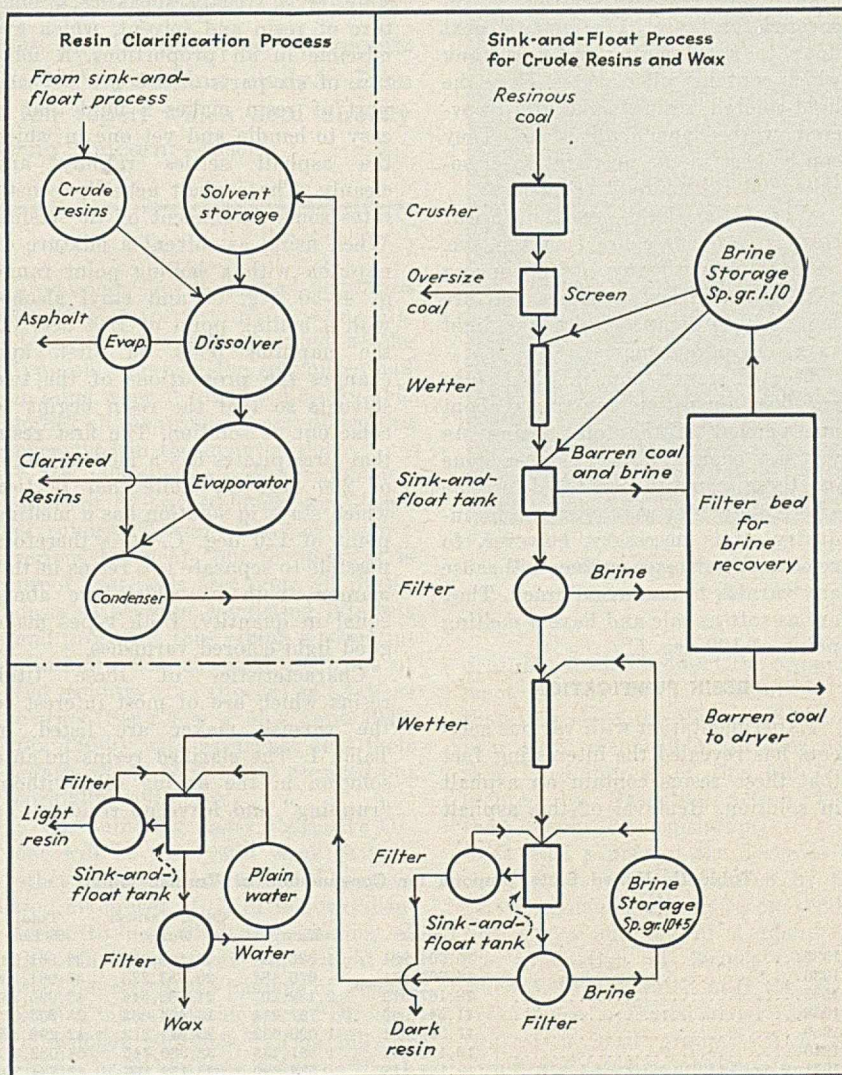 Resin Clarification Process
From sink-and-
float process
Crude
resins
Solvent
storage
Asphalt
Evap.
Dissolver
Clarified
Resins
Evaporator
Condenser
Sink-and-Float Process
for Crude Resins and Wax
Resinous
coal
Crusher
Oversize
coal
Screen
Brine
Storage
Sp.gr.1.10
Wetter
Sink-and-
float tank
Barren coal
and brine
Filter bed
for
brine
recovery
Filter
Brine
Barren coal
to dryer
Wetter
Filter
Light
resin
Sink-and-
float tank
Plain
water
Filter
Water
Wax
Filter
Sink-and-
float tank
Brine
Storage
Sp.gr.1.045
Brine
Dark
resin
Filter